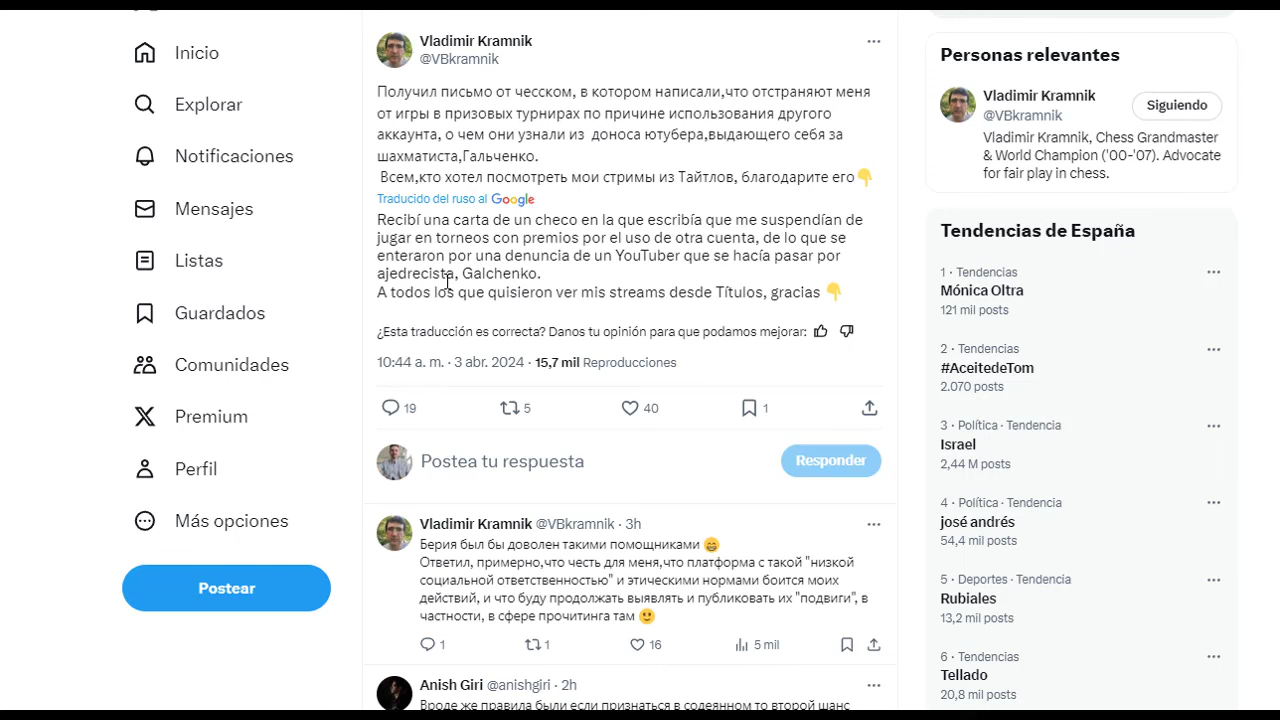 Inicio
Explorar
Notificaciones
Mensajes
Listas
Guardados
Comunidades
Premium
Perfil
Más opciones
Postear
Vladimir Kramnik
@VBkramnik
Получил письмо от чесском, в котором написали,что отстраняют меня
от игры в призовых турнирах по причине использования другого
аккаунта, о чем они узнали из доноса ютубера,выдающего себя за
шахматиста,Гальченко.
Всем,кто хотел посмотреть мои стримы из Тайтлов, благодарите его👇
Traducido del ruso al Google
Recibí una carta de un checo en la que escribía que me suspendían de
jugar en torneos con premios por el uso de otra cuenta, de lo que se
enteraron por una denuncia de un YouTuber que se hacía pasar por
ajedrecista, Galchenko.
A todos los que quisieron ver mis streams desde Títulos, gracias 👇
¿Esta traducción es correcta? Danos tu opinión para que podamos mejorar:
10:44 a. m. · 3 abr. 2024 · 15,7 mil Reproducciones
19 5 40 1
Postea tu respuesta
Responder
Vladimir Kramnik @VBkramnik · 3h
Берия был бы доволен такими помощниками 😁
Ответил, примерно,что честь для меня,что платформа с такой "низкой
социальной ответственностью" и этическими нормами боится моих
действий, и что буду продолжать выявлять и публиковать их "подвиги", в
частности, в сфере прочитинга там 🙂
1 1 16 5 mil
Anish Giri @anishgiri · 2h
Вроде же правила были если признаться в содеянном то второй шанс
Personas relevantes
Vladimir Kramnik
@VBkramnik
Siguiendo
Vladimir Kramnik, Chess Grandmaster
& World Champion ('00-'07). Advocate
for fair play in chess.
Tendencias de España
1 · Tendencias
Mónica Oltra
121 mil posts
2 · Tendencias
#AceitedeTom
2.070 posts
3 · Política · Tendencia
Israel
2,44 M posts
4 · Política · Tendencia
josé andrés
54,4 mil posts
5 · Deportes · Tendencia
Rubiales
13,2 mil posts
6 · Tendencias
Tellado
20,8 mil posts